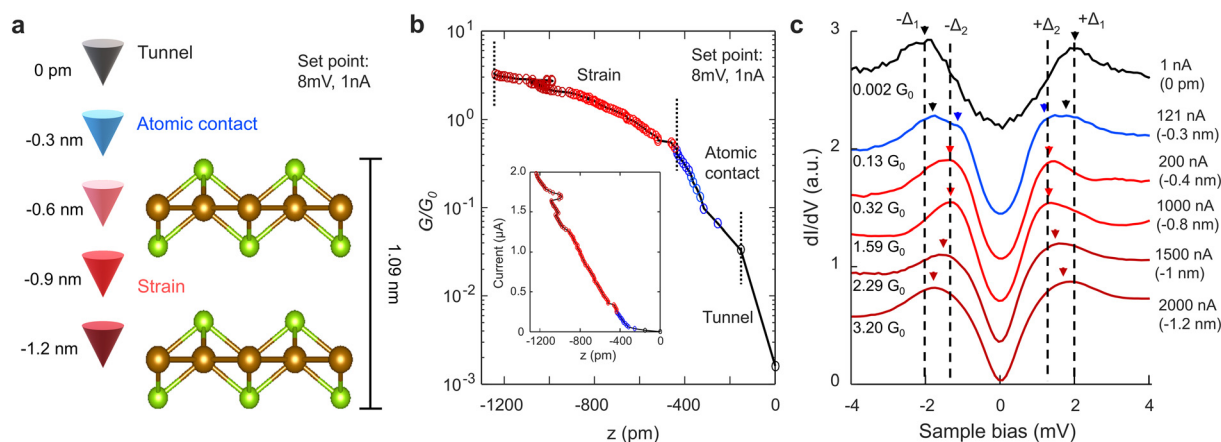 a
Tunnel
0 pm
Set point:
8mV, 1nA
Atomic contact
-0.3 nm
-0.6 nm
-0.9 nm
Strain
-1.2 nm
1.09 nm
b
10¹
10⁰
10⁻¹
10⁻²
10⁻³
G/G₀
Strain
Set point:
8mV, 1nA
Atomic
contact
Tunnel
2.0
1.6
1.2
0.8
0.4
0
Current (µA)
-1200 -800 -400 0
z (pm)
-1200 -800 -400 0
z (pm)
c
-Δ₁ -Δ₂ +Δ₂ +Δ₁
3
2
1
0
dI/dV (a.u.)
0.002 G₀
0.13 G₀
0.32 G₀
1.59 G₀
2.29 G₀
3.20 G₀
1 nA
(0 pm)
121 nA
(-0.3 nm)
200 nA
(-0.4 nm)
1000 nA
(-0.8 nm)
1500 nA
(-1 nm)
2000 nA
(-1.2 nm)
-4 -2 0 2 4
Sample bias (mV)